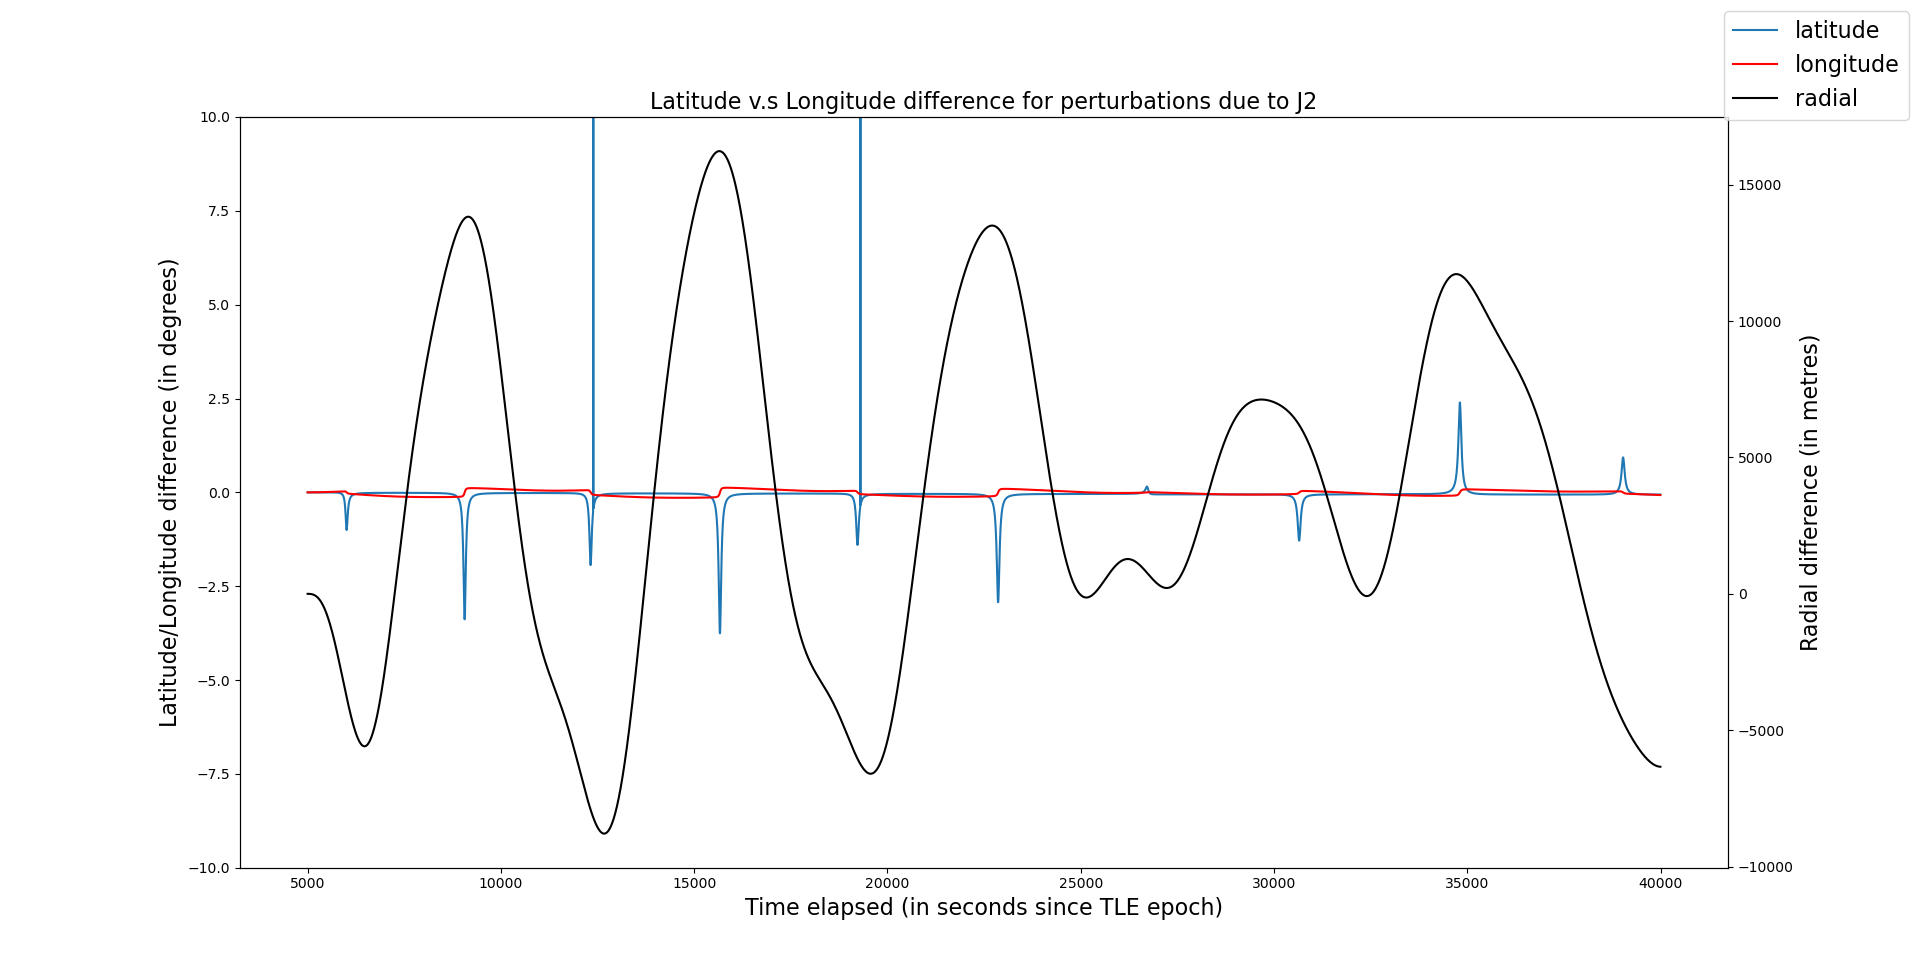 latitude
longitude
radial
Latitude v.s Longitude difference for perturbations due to J2
Latitude/Longitude difference (in degrees)
10.0
7.5
5.0
2.5
0.0
−2.5
−5.0
−7.5
−10.0
15000
10000
5000
0
−5000
−10000
Radial difference (in metres)
5000 10000 15000 20000 25000 30000 35000 40000
Time elapsed (in seconds since TLE epoch)